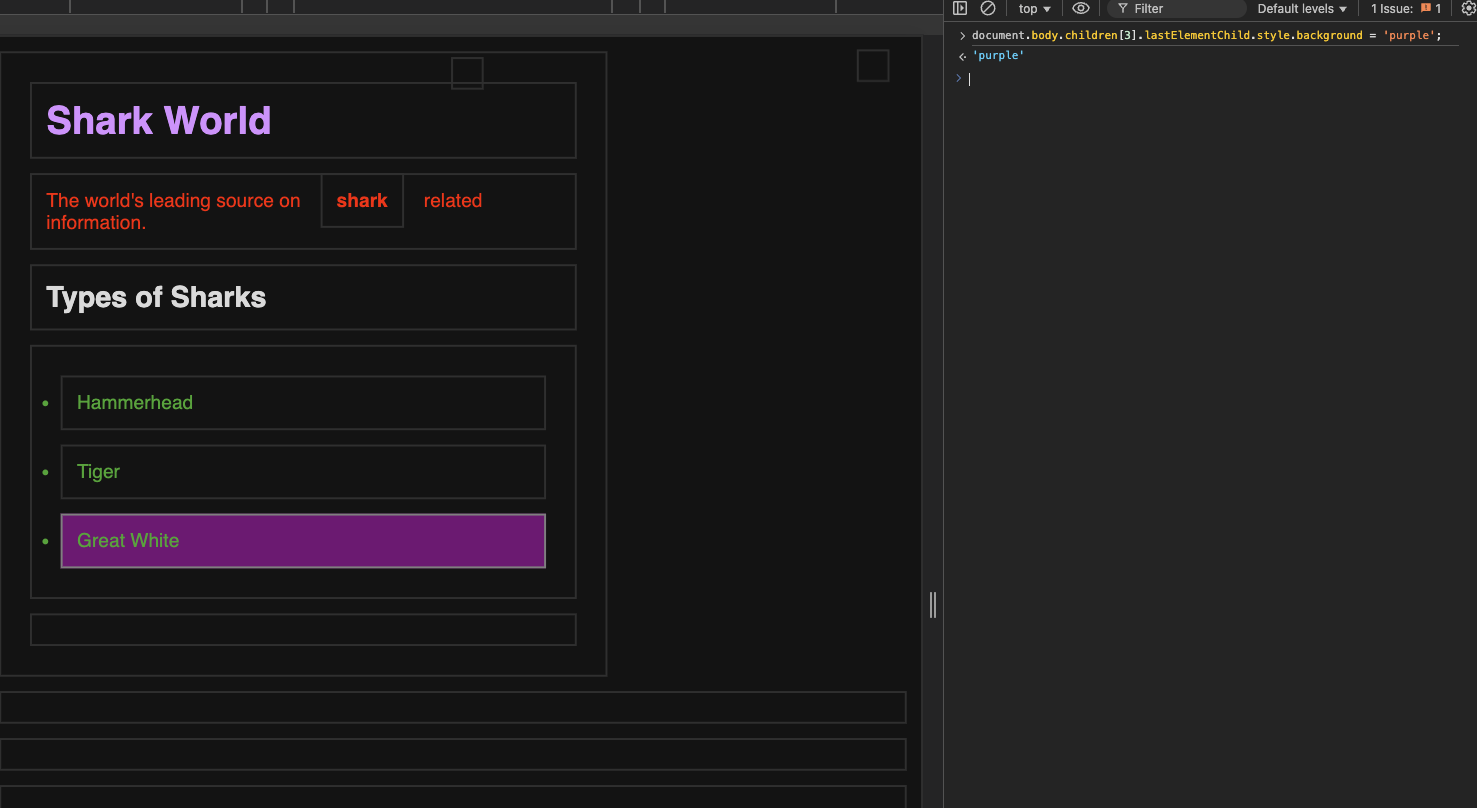 top
Filter
Default levels
1 Issue:
1
document.body.children[3].lastElementChild.style.background = 'purple';
'purple'
Shark World
The world's leading source on shark related
information.
Types of Sharks
Hammerhead
Tiger
Great White